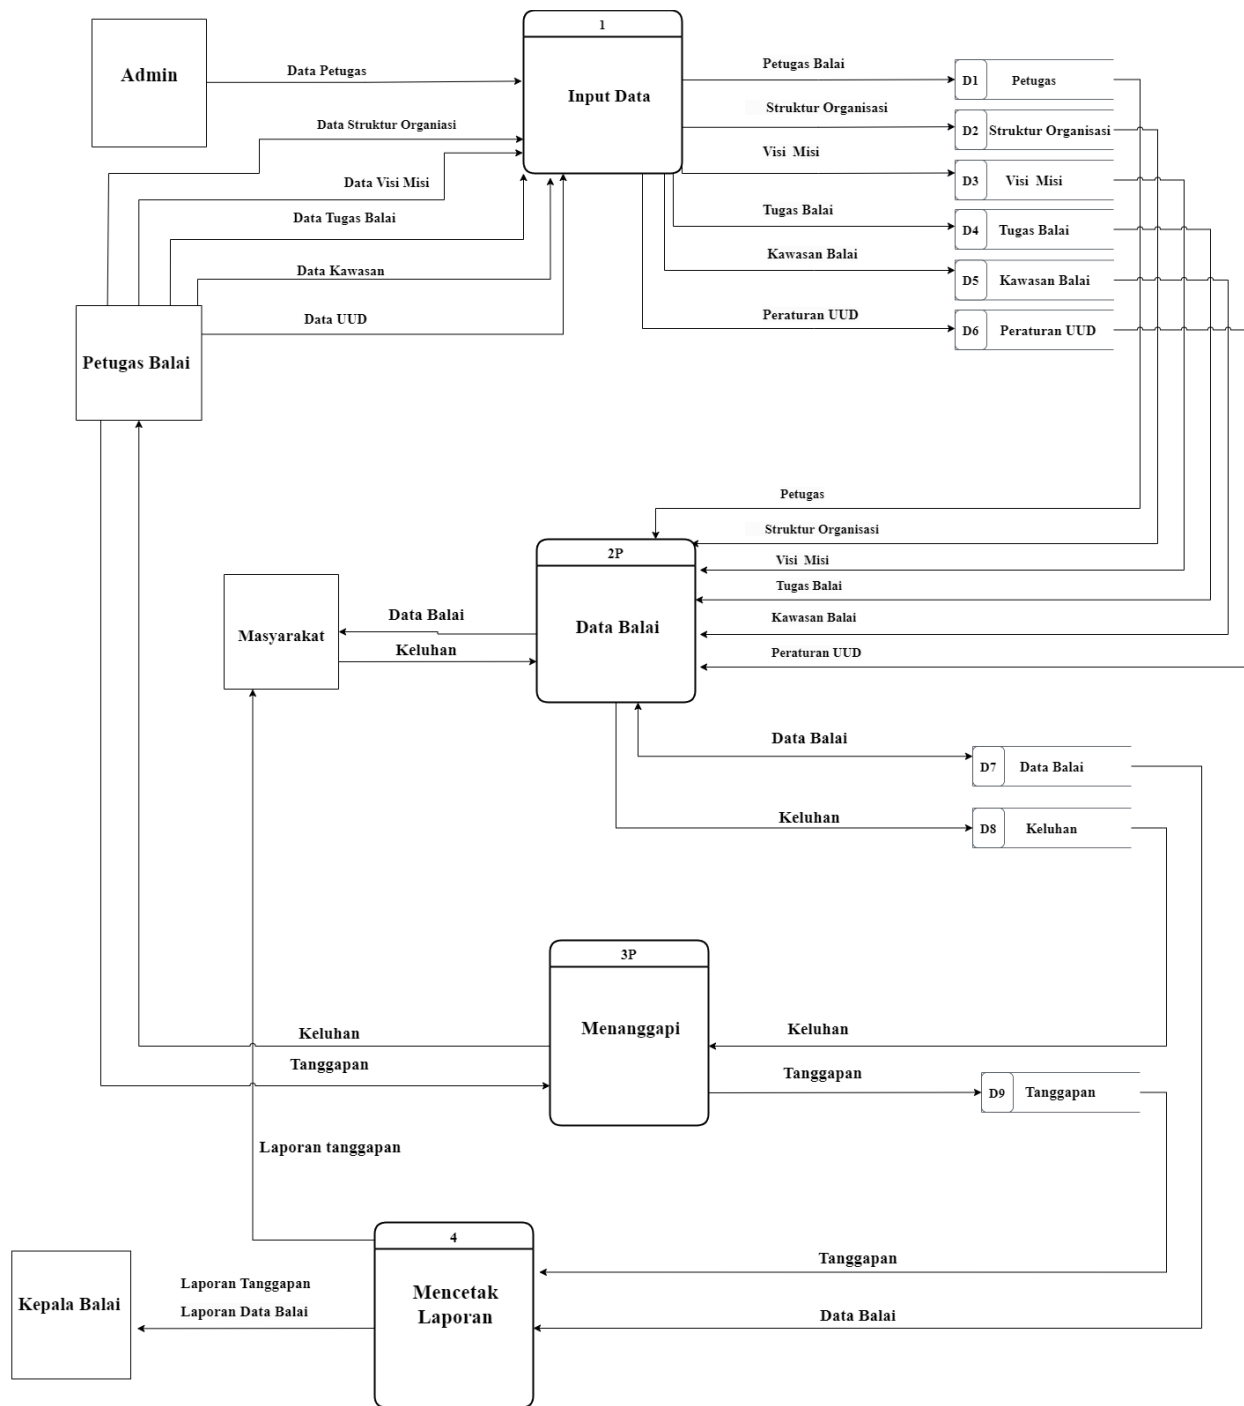 1
Admin
Data Petugas
Input Data
Petugas Balai
D1
Petugas
Data Struktur Organiasi
Struktur Organisasi
D2
Struktur Organisasi
Data Visi Misi
Visi Misi
D3
Visi Misi
Data Tugas Balai
Tugas Balai
D4
Tugas Balai
Data Kawasan
Kawasan Balai
D5
Kawasan Balai
Data UUD
Peraturan UUD
D6
Peraturan UUD
Petugas Balai
Petugas
Struktur Organisasi
2P
Visi Misi
Tugas Balai
Data Balai
Kawasan Balai
Data Balai
Masyarakat
Keluhan
Peraturan UUD
Data Balai
D7
Data Balai
Keluhan
D8
Keluhan
3P
Menanggapi
Keluhan
Keluhan
Tanggapan
Tanggapan
D9
Tanggapan
Laporan tanggapan
4
Tanggapan
Kepala Balai
Laporan Tanggapan
Laporan Data Balai
Mencetak
Laporan
Data Balai